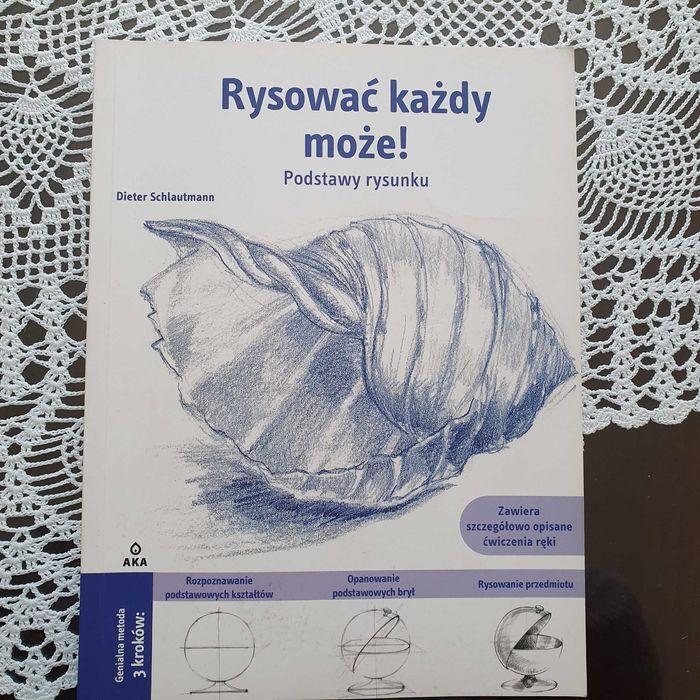 Rysować każdy
może!
Podstawy rysunku
Dieter Schlautmann
Zawiera
szczegółowo opisane
ćwiczenia ręki
AKA
Genialna metoda
3 kroków:
Rozpoznawanie
podstawowych kształtów
Opanowanie
podstawowych brył
Rysowanie przedmiotu